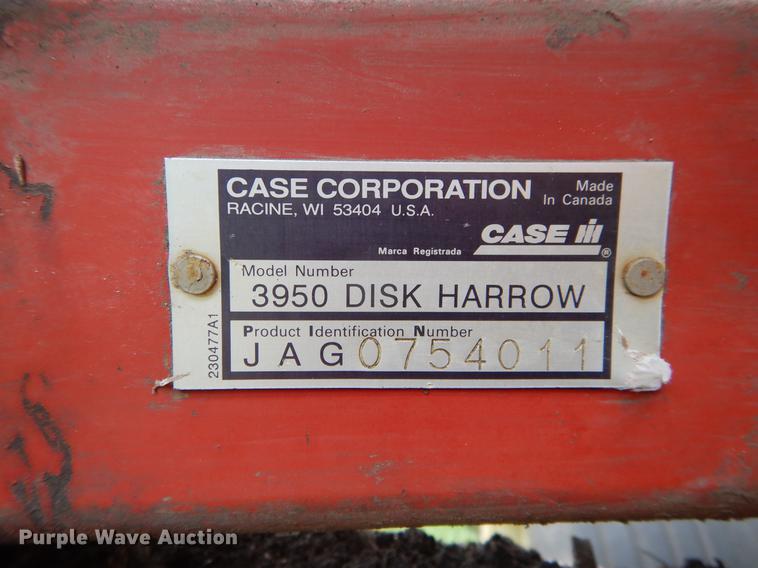 CASE CORPORATION
RACINE, WI 53404 U.S.A.
Made
In Canada
CASE IH
®
Marca Registrada
Model Number
3950 DISK HARROW
Product Identification Number
JAG0754011
230477A1
Purple Wave Auction